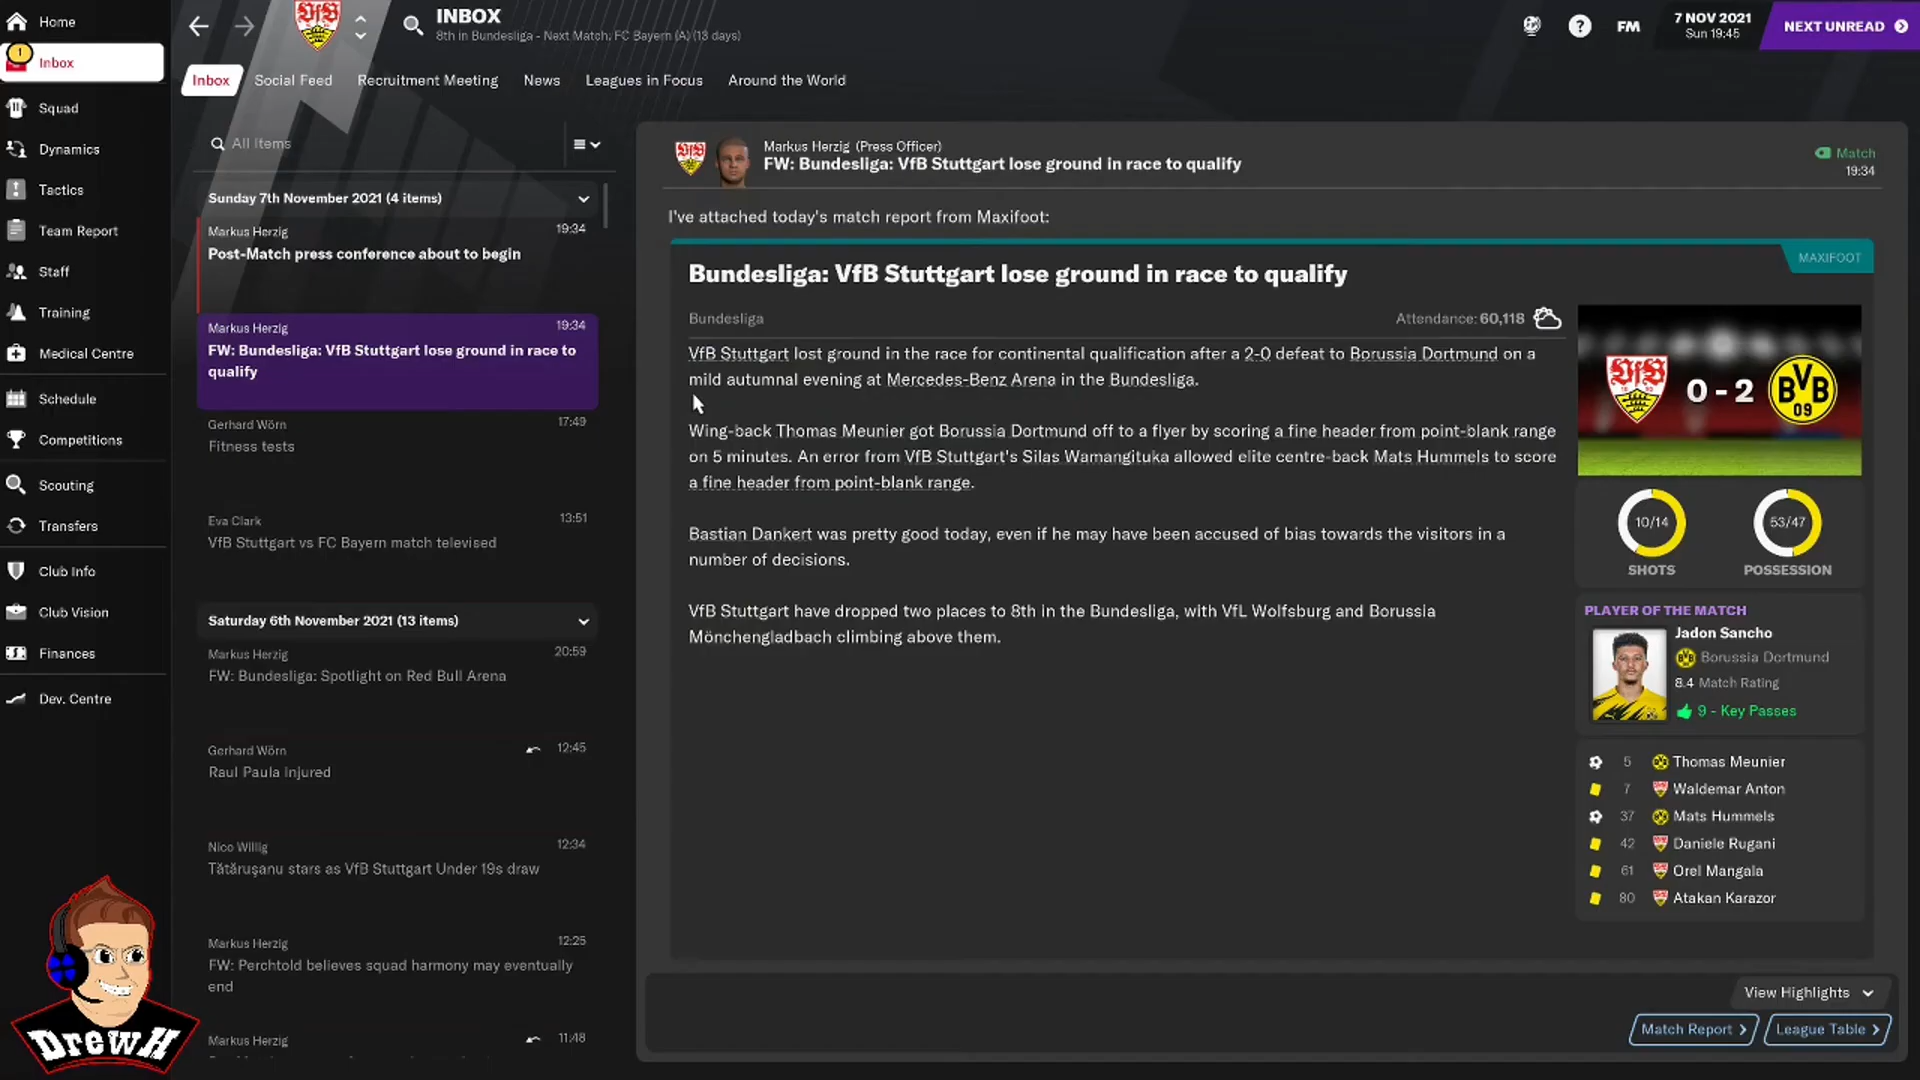 Home
1
Inbox
Squad
Dynamics
Tactics
Team Report
Staff
Training
Medical Centre
Schedule
Competitions
Scouting
Transfers
Club Info
Club Vision
Finances
Dev. Centre
DrewH
INBOX
8th in Bundesliga - Next Match: FC Bayern (A) (13 days)
? FM
7 NOV 2021
Sun 19:45
NEXT UNREAD
Inbox Social Feed Recruitment Meeting News Leagues in Focus Around the World
All Items
Sunday 7th November 2021 (4 items)
Markus Herzig 19:34
Post-Match press conference about to begin
Markus Herzig 19:34
FW: Bundesliga: VfB Stuttgart lose ground in race to
qualify
Gerhard Wörn 17:49
Fitness tests
Eva Clark 13:51
VfB Stuttgart vs FC Bayern match televised
Saturday 6th November 2021 (13 items)
Markus Herzig 20:59
FW: Bundesliga: Spotlight on Red Bull Arena
Gerhard Wörn 12:45
Raul Paula injured
Nico Willig 12:34
Tătăruşanu stars as VfB Stuttgart Under 19s draw
Markus Herzig 12:25
FW: Perchtold believes squad harmony may eventually
end
Markus Herzig 11:48
Markus Herzig (Press Officer)
FW: Bundesliga: VfB Stuttgart lose ground in race to qualify
Match
19:34
I've attached today's match report from Maxifoot:
MAXIFOOT
Bundesliga: VfB Stuttgart lose ground in race to qualify
Bundesliga Attendance: 60,118
VfB Stuttgart lost ground in the race for continental qualification after a 2-0 defeat to Borussia Dortmund on a
mild autumnal evening at Mercedes-Benz Arena in the Bundesliga.
Wing-back Thomas Meunier got Borussia Dortmund off to a flyer by scoring a fine header from point-blank range
on 5 minutes. An error from VfB Stuttgart's Silas Wamangituka allowed elite centre-back Mats Hummels to score
a fine header from point-blank range.
Bastian Dankert was pretty good today, even if he may have been accused of bias towards the visitors in a
number of decisions.
VfB Stuttgart have dropped two places to 8th in the Bundesliga, with VfL Wolfsburg and Borussia
Mönchengladbach climbing above them.
0 - 2
BVB
09
10/14
SHOTS
53/47
POSSESSION
PLAYER OF THE MATCH
Jadon Sancho
Borussia Dortmund
8.4 Match Rating
9 - Key Passes
5 Thomas Meunier
7 Waldemar Anton
37 Mats Hummels
42 Daniele Rugani
61 Orel Mangala
80 Atakan Karazor
View Highlights
Match Report
League Table